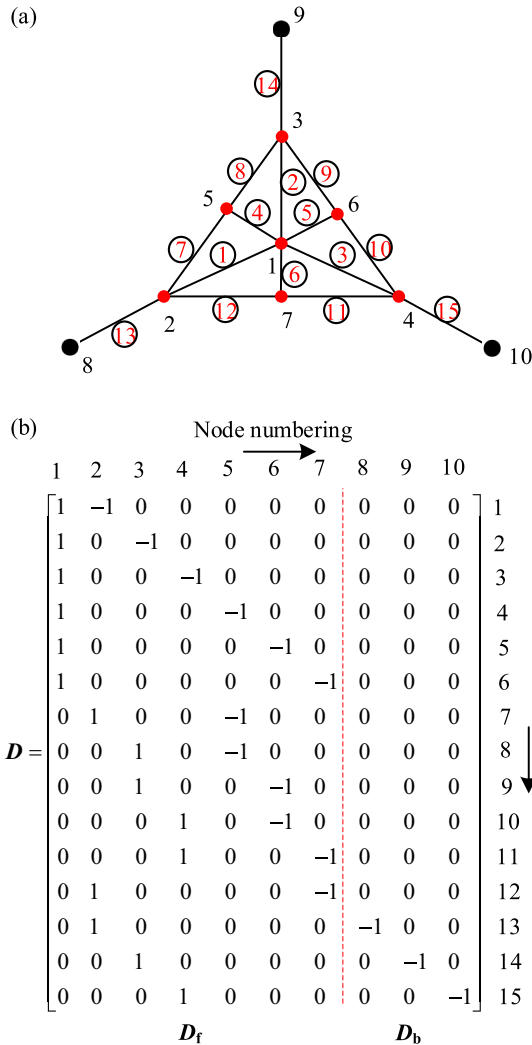 (a)
9
14
3
8
9
2
5
6
4
5
7
1
3
10
1
6
12
11
13
15
2
7
4
8
10
(b)
Node numbering
1 2 3 4 5 6 7 8 9 10
1 −1 0 0 0 0 0 0 0 0 1
1 0 −1 0 0 0 0 0 0 0 2
1 0 0 −1 0 0 0 0 0 0 3
1 0 0 0 −1 0 0 0 0 0 4
1 0 0 0 0 −1 0 0 0 0 5
1 0 0 0 0 0 −1 0 0 0 6
0 1 0 0 −1 0 0 0 0 0 7
D = 0 0 1 0 −1 0 0 0 0 0 8
0 0 1 0 0 −1 0 0 0 0 9
0 0 0 1 0 −1 0 0 0 0 10
0 0 0 1 0 0 −1 0 0 0 11
0 1 0 0 0 0 −1 0 0 0 12
0 1 0 0 0 0 0 −1 0 0 13
0 0 1 0 0 0 0 0 −1 0 14
0 0 0 1 0 0 0 0 0 −1 15
Df Db